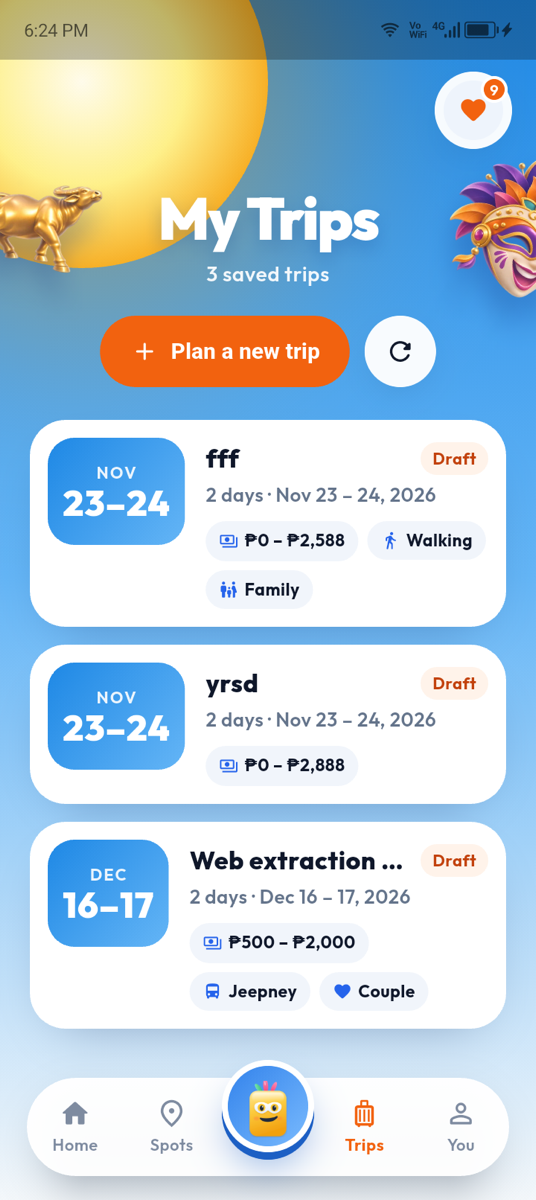 6:24 PM
Vo WiFi 4G
9
My Trips
3 saved trips
Plan a new trip
NOV
23–24
fff
Draft
2 days · Nov 23 – 24, 2026
₱0 – ₱2,588
Walking
Family
NOV
23–24
yrsd
Draft
2 days · Nov 23 – 24, 2026
₱0 – ₱2,888
DEC
16–17
Web extraction ...
Draft
2 days · Dec 16 – 17, 2026
₱500 – ₱2,000
Jeepney
Couple
Home
Spots
Trips
You